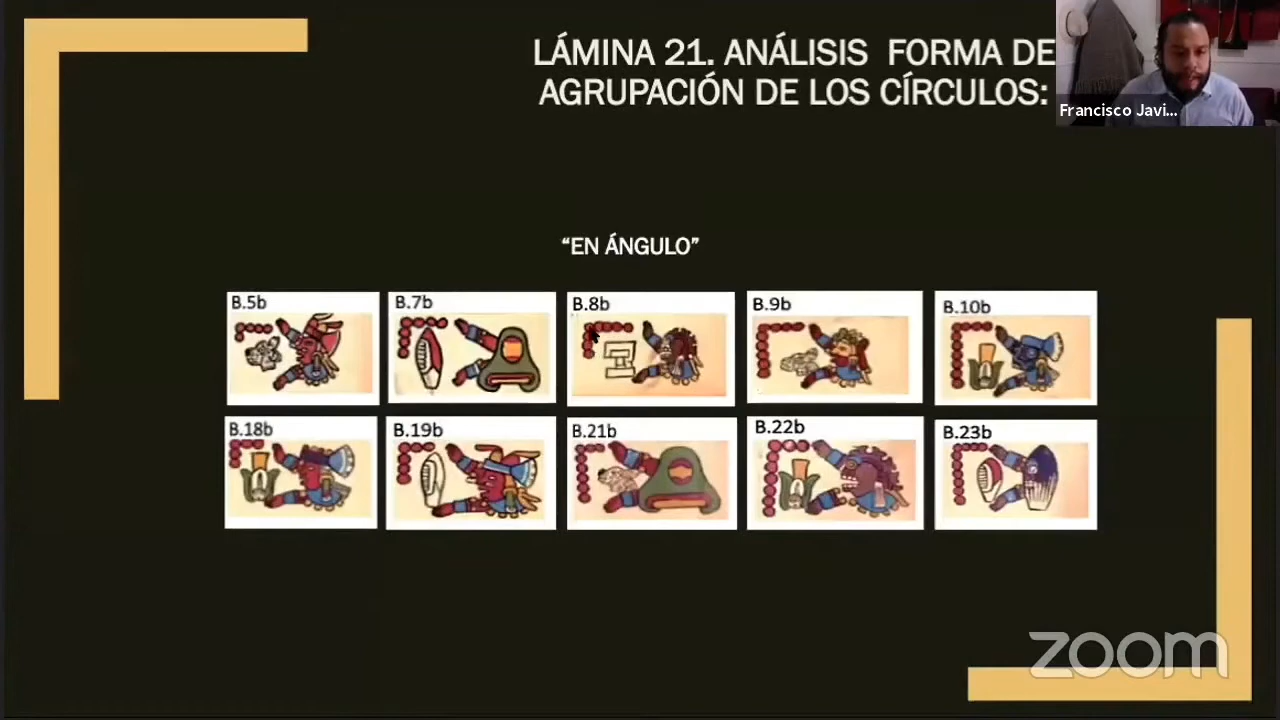 LÁMINA 21. ANÁLISIS FORMA DE
AGRUPACIÓN DE LOS CÍRCULOS:
Francisco Javi...
“EN ÁNGULO”
B.5b
B.7b
B.8b
B.9b
B.10b
B.18b
B.19b
B.21b
B.22b
B.23b
zoom